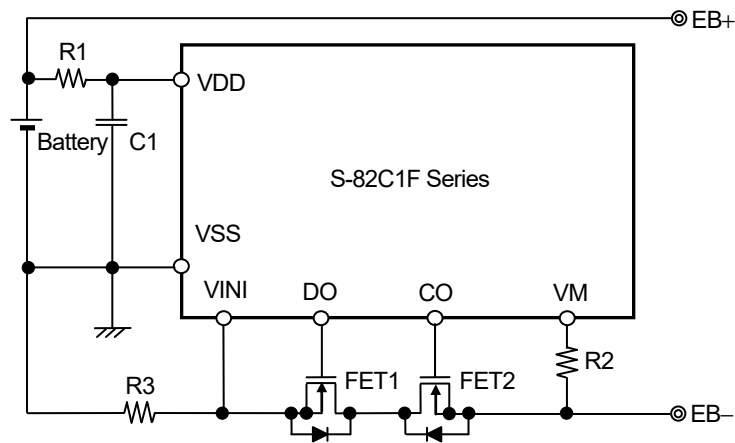 EB+
R1
VDD
Battery
C1
S-82C1F Series
VSS
VINI
DO
CO
VM
R3
FET1
FET2
R2
EB−